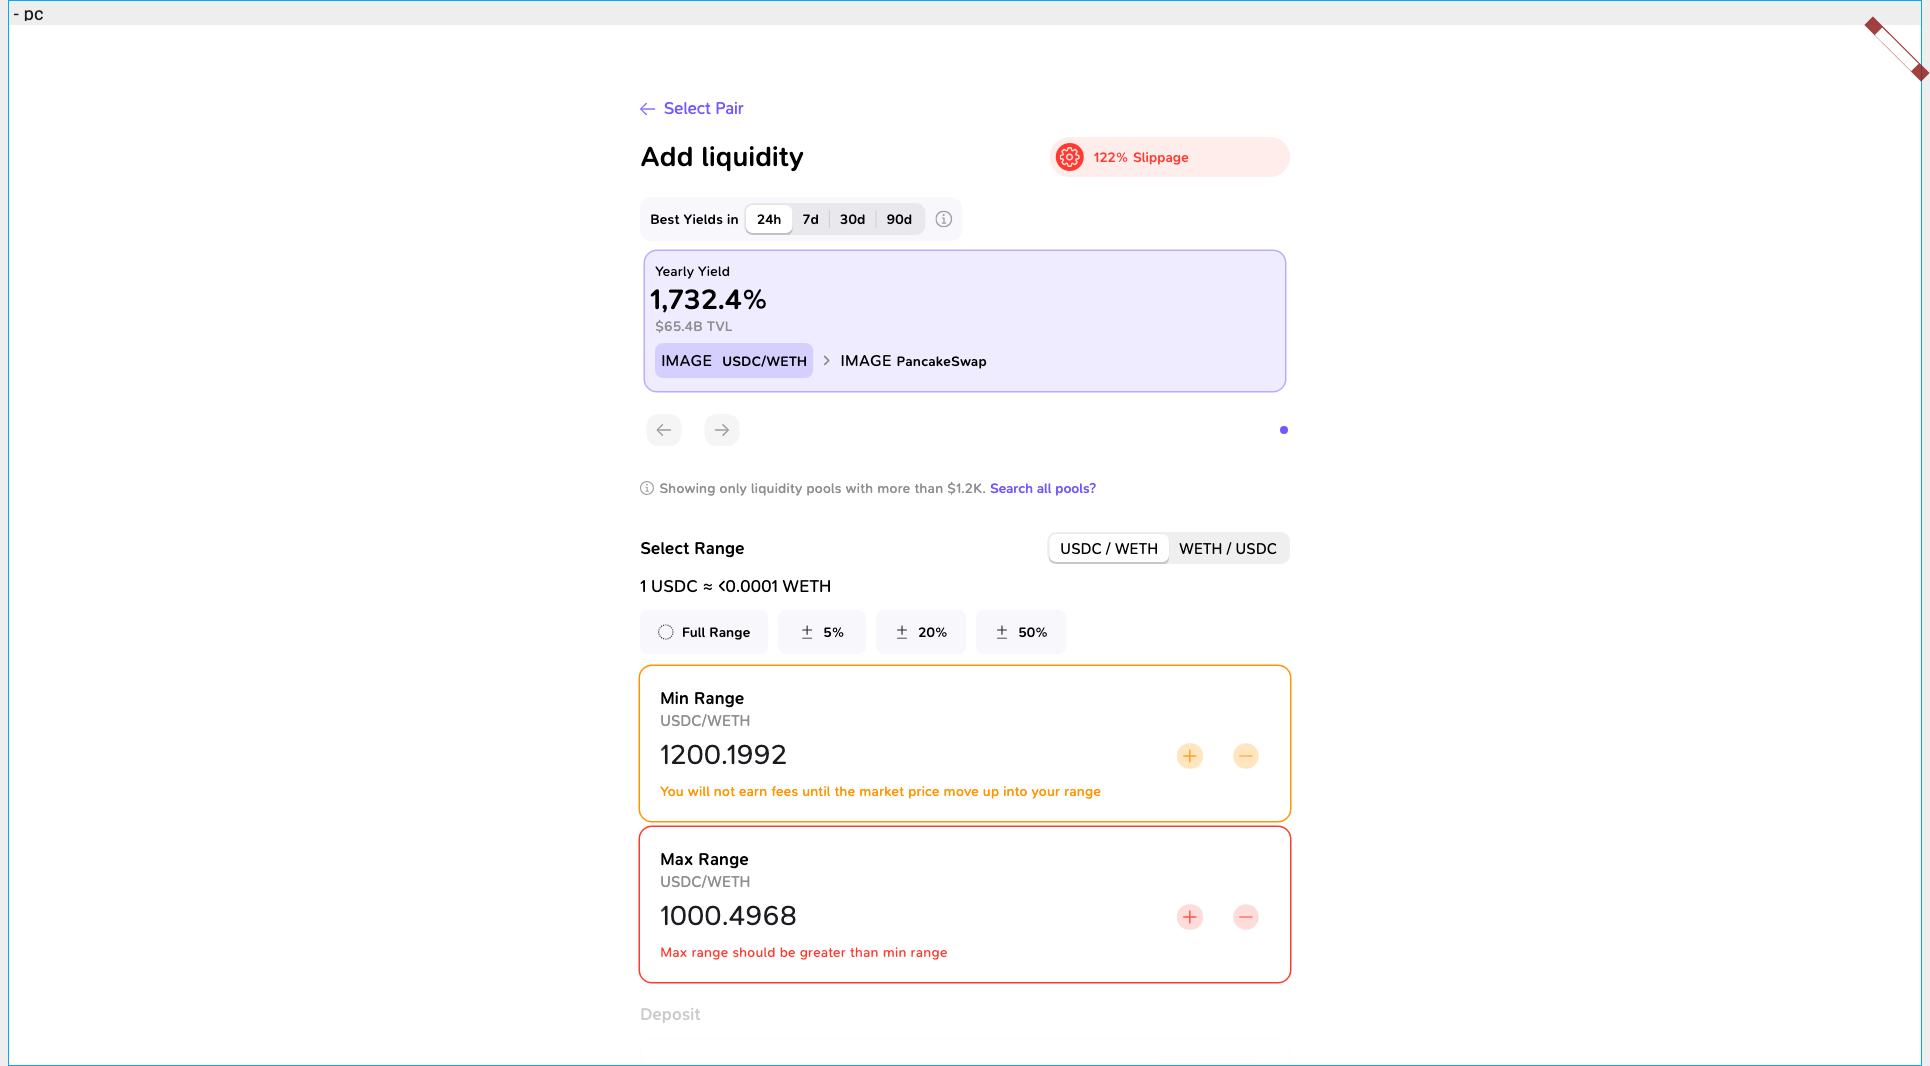 - pc
Select Pair
Add liquidity
122% Slippage
Best Yields in 24h 7d 30d 90d
Yearly Yield
1,732.4%
$65.4B TVL
IMAGE USDC/WETH IMAGE PancakeSwap
Showing only liquidity pools with more than $1.2K. Search all pools?
Select Range
USDC / WETH WETH / USDC
1 USDC ≈ <0.0001 WETH
Full Range ± 5% ± 20% ± 50%
Min Range
USDC/WETH
1200.1992
You will not earn fees until the market price move up into your range
Max Range
USDC/WETH
1000.4968
Max range should be greater than min range
Deposit